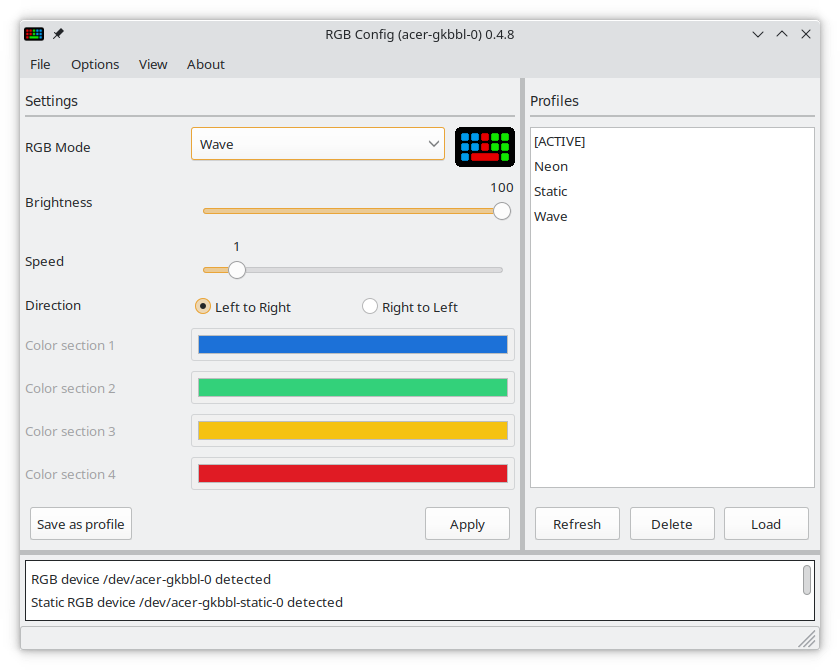 RGB Config (acer-gkbbl-0) 0.4.8
File Options View About
Settings
RGB Mode
Wave
Brightness
100
Speed
1
Direction
Left to Right
Right to Left
Color section 1
Color section 2
Color section 3
Color section 4
Save as profile
Apply
Profiles
[ACTIVE]
Neon
Static
Wave
Refresh
Delete
Load
RGB device /dev/acer-gkbbl-0 detected
Static RGB device /dev/acer-gkbbl-static-0 detected